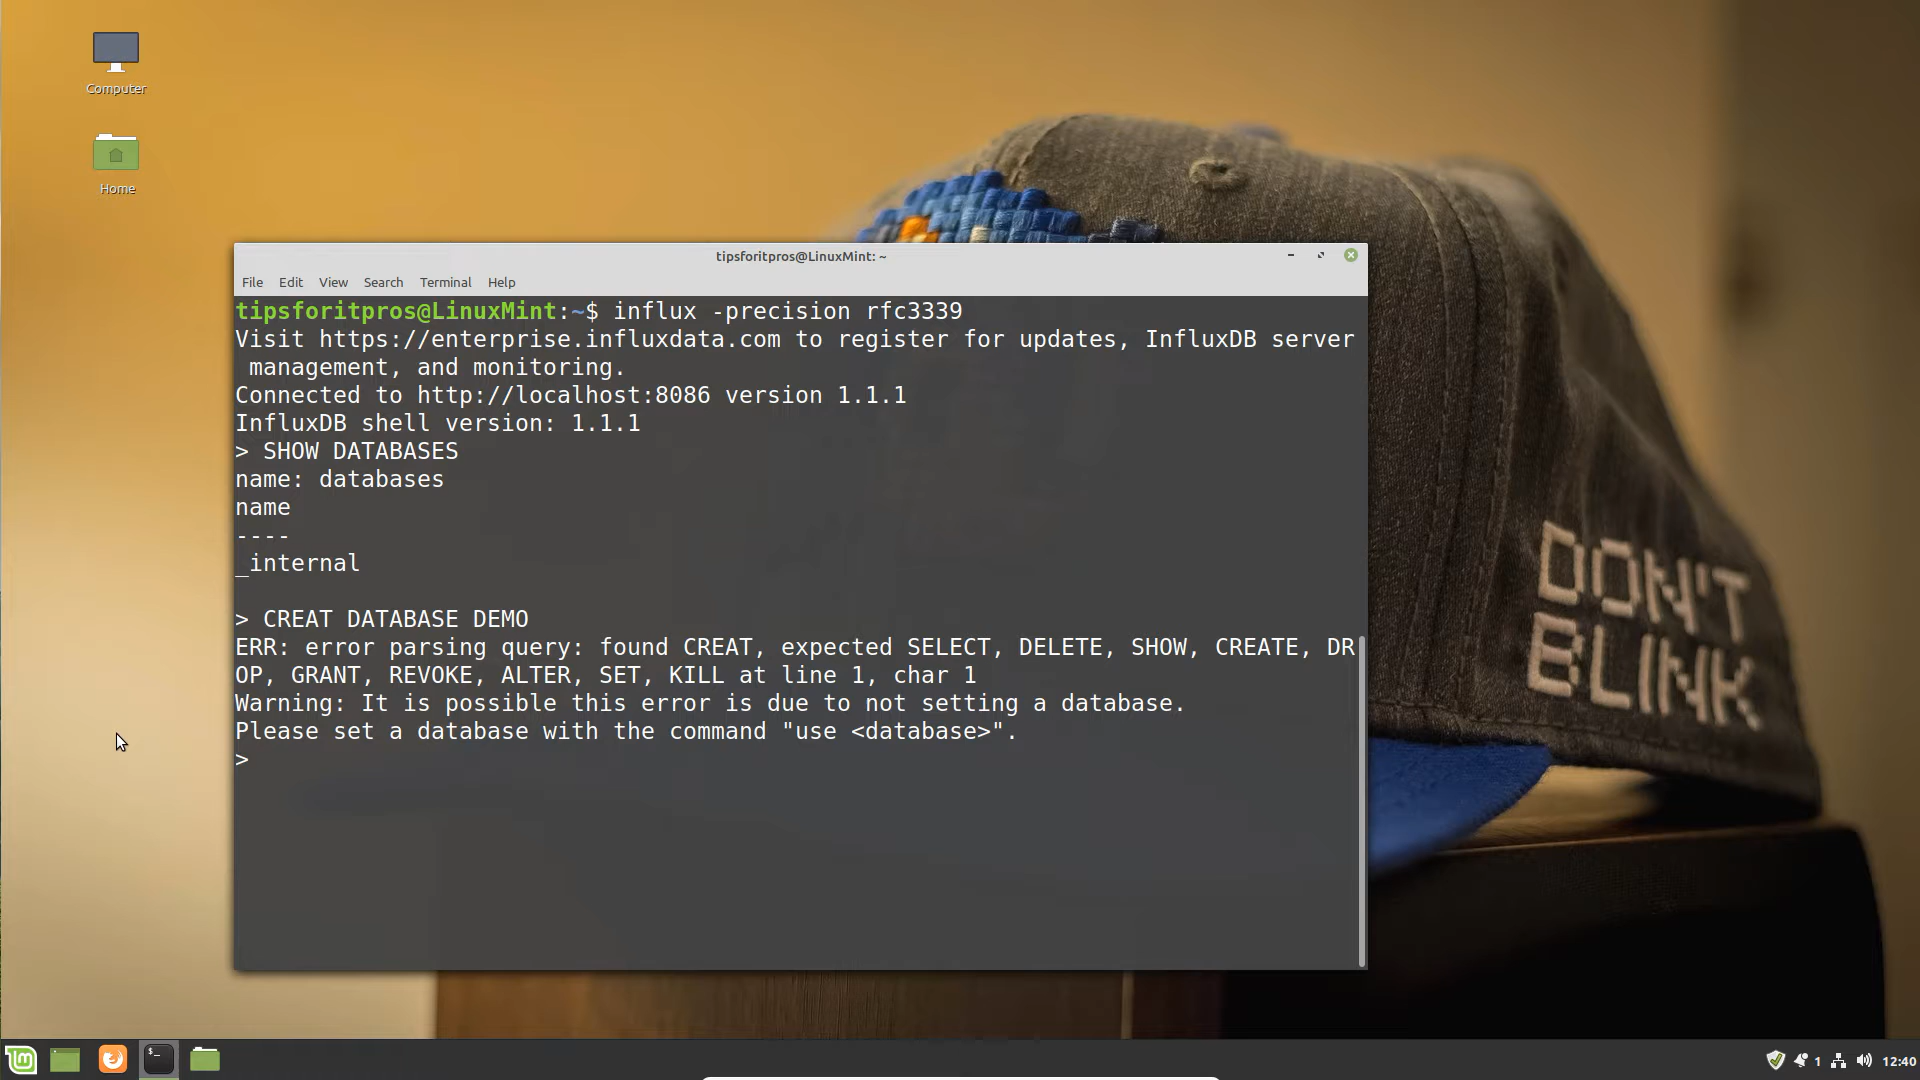 Computer
Home
tipsforitpros@LinuxMint: ~
File Edit View Search Terminal Help
tipsforitpros@LinuxMint:~$ influx -precision rfc3339
Visit https://enterprise.influxdata.com to register for updates, InfluxDB server
 management, and monitoring.
Connected to http://localhost:8086 version 1.1.1
InfluxDB shell version: 1.1.1
> SHOW DATABASES
name: databases
name
----
_internal
> CREAT DATABASE DEMO
ERR: error parsing query: found CREAT, expected SELECT, DELETE, SHOW, CREATE, DR
OP, GRANT, REVOKE, ALTER, SET, KILL at line 1, char 1
Warning: It is possible this error is due to not setting a database.
Please set a database with the command "use <database>".
>
DON'T
BLINK
1 12:40